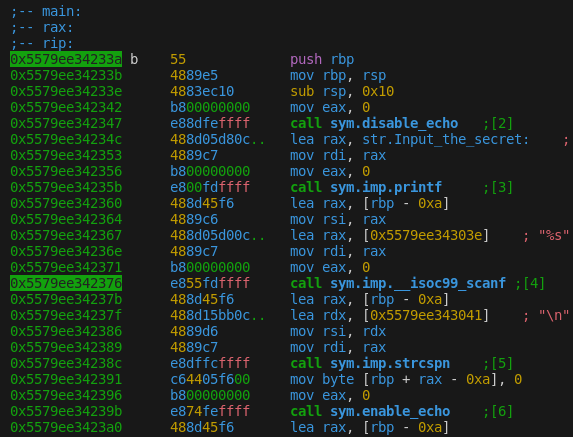 ;-- main:
;-- rax:
;-- rip:
0x5579ee34233a b 55 push rbp
0x5579ee34233b 4889e5 mov rbp, rsp
0x5579ee34233e 4883ec10 sub rsp, 0x10
0x5579ee342342 b800000000 mov eax, 0
0x5579ee342347 e88dfeffff call sym.disable_echo ;[2]
0x5579ee34234c 488d05d80c.. lea rax, str.Input_the_secret: ;
0x5579ee342353 4889c7 mov rdi, rax
0x5579ee342356 b800000000 mov eax, 0
0x5579ee34235b e800fdffff call sym.imp.printf ;[3]
0x5579ee342360 488d45f6 lea rax, [rbp - 0xa]
0x5579ee342364 4889c6 mov rsi, rax
0x5579ee342367 488d05d00c.. lea rax, [0x5579ee34303e] ; "%s"
0x5579ee34236e 4889c7 mov rdi, rax
0x5579ee342371 b800000000 mov eax, 0
0x5579ee342376 e855fdffff call sym.imp.__isoc99_scanf ;[4]
0x5579ee34237b 488d45f6 lea rax, [rbp - 0xa]
0x5579ee34237f 488d15bb0c.. lea rdx, [0x5579ee343041] ; "\n"
0x5579ee342386 4889d6 mov rsi, rdx
0x5579ee342389 4889c7 mov rdi, rax
0x5579ee34238c e8dffcffff call sym.imp.strcspn ;[5]
0x5579ee342391 c64405f600 mov byte [rbp + rax - 0xa], 0
0x5579ee342396 b800000000 mov eax, 0
0x5579ee34239b e874feffff call sym.enable_echo ;[6]
0x5579ee3423a0 488d45f6 lea rax, [rbp - 0xa]